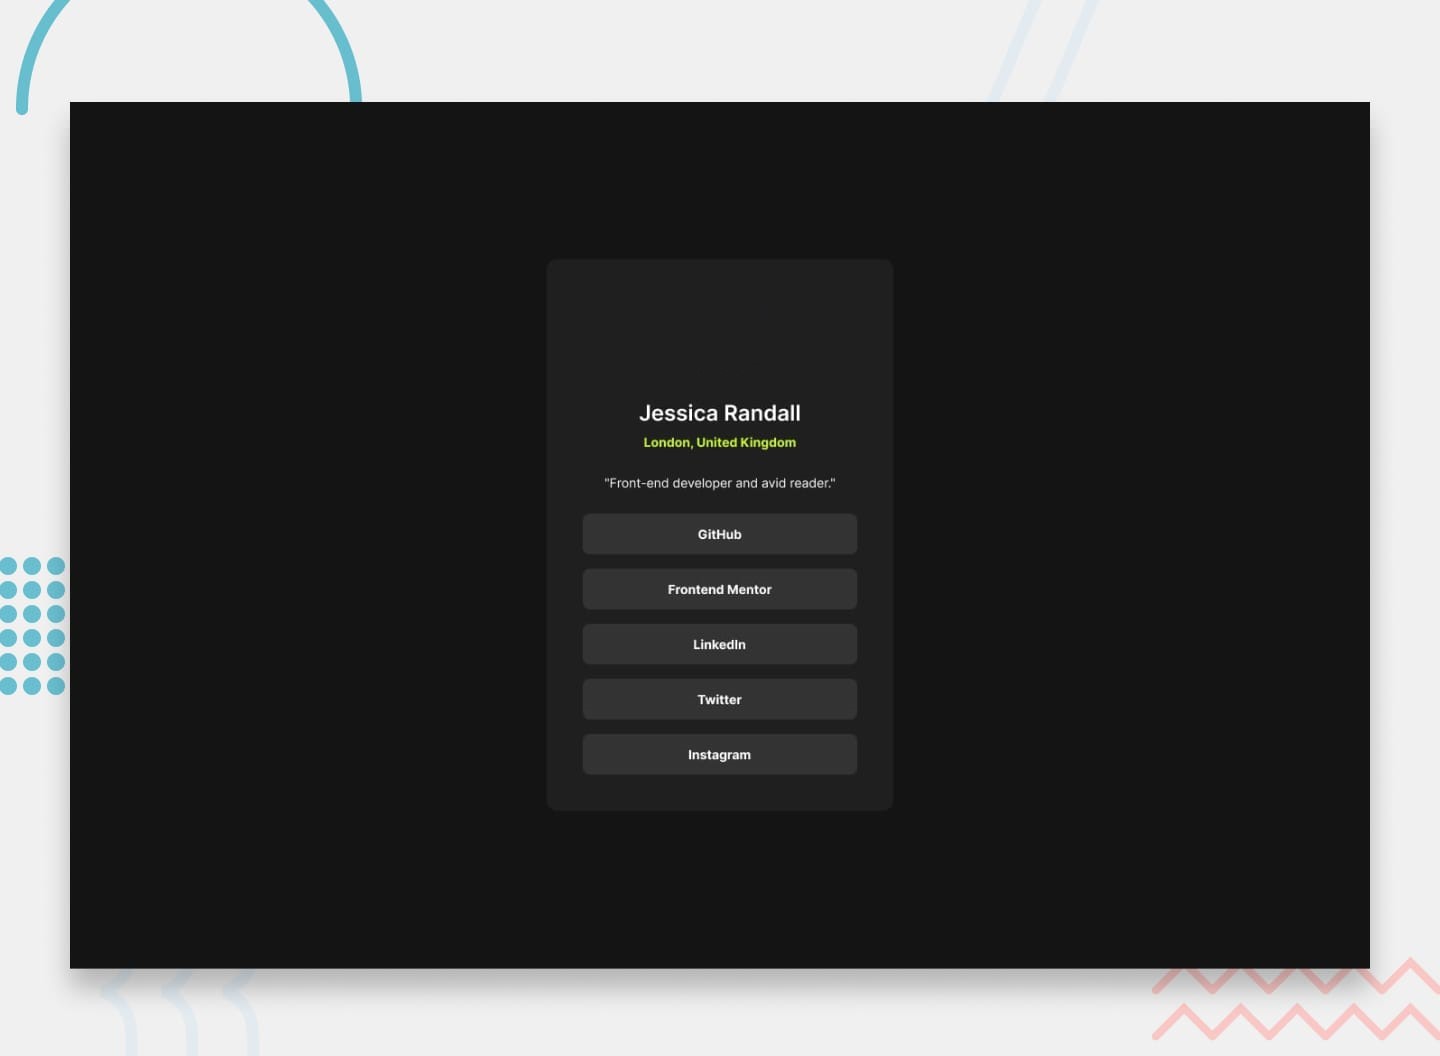 Jessica Randall
London, United Kingdom
"Front-end developer and avid reader."
GitHub
Frontend Mentor
LinkedIn
Twitter
Instagram